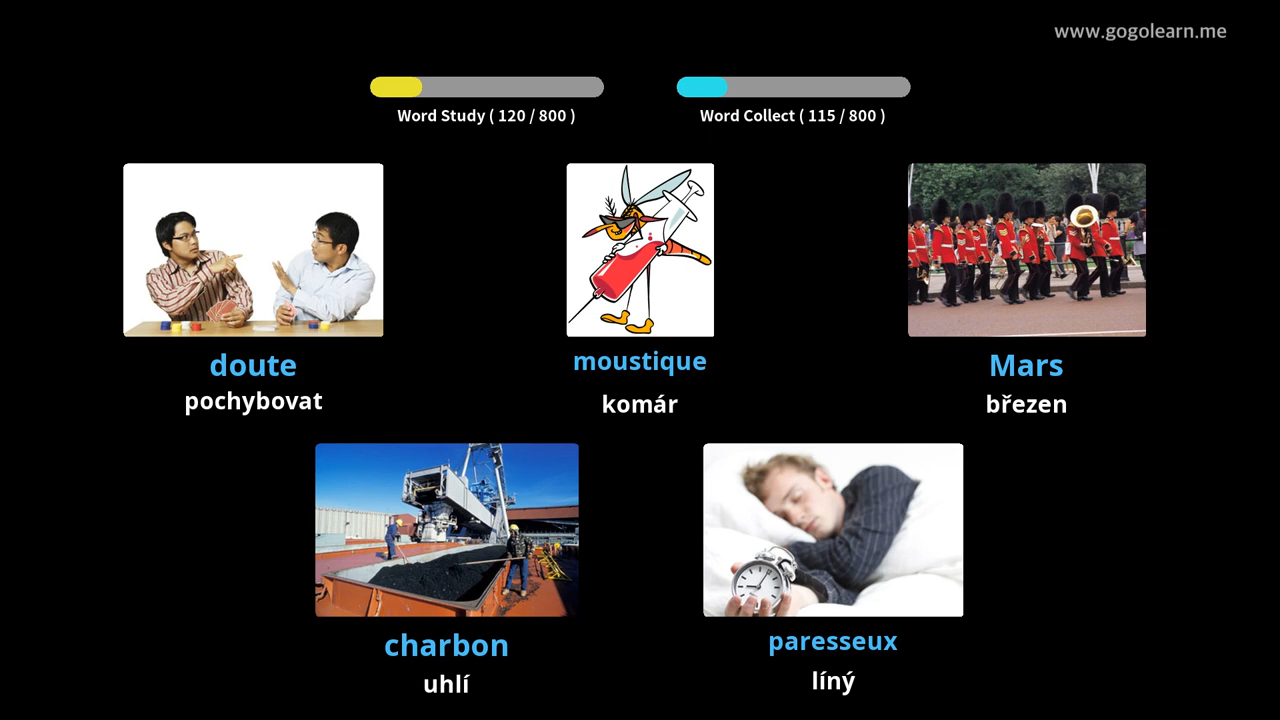 www.gogolearn.me
Word Study ( 120 / 800 )
Word Collect ( 115 / 800 )
doute
pochybovat
moustique
komár
Mars
březen
charbon
uhlí
paresseux
líný